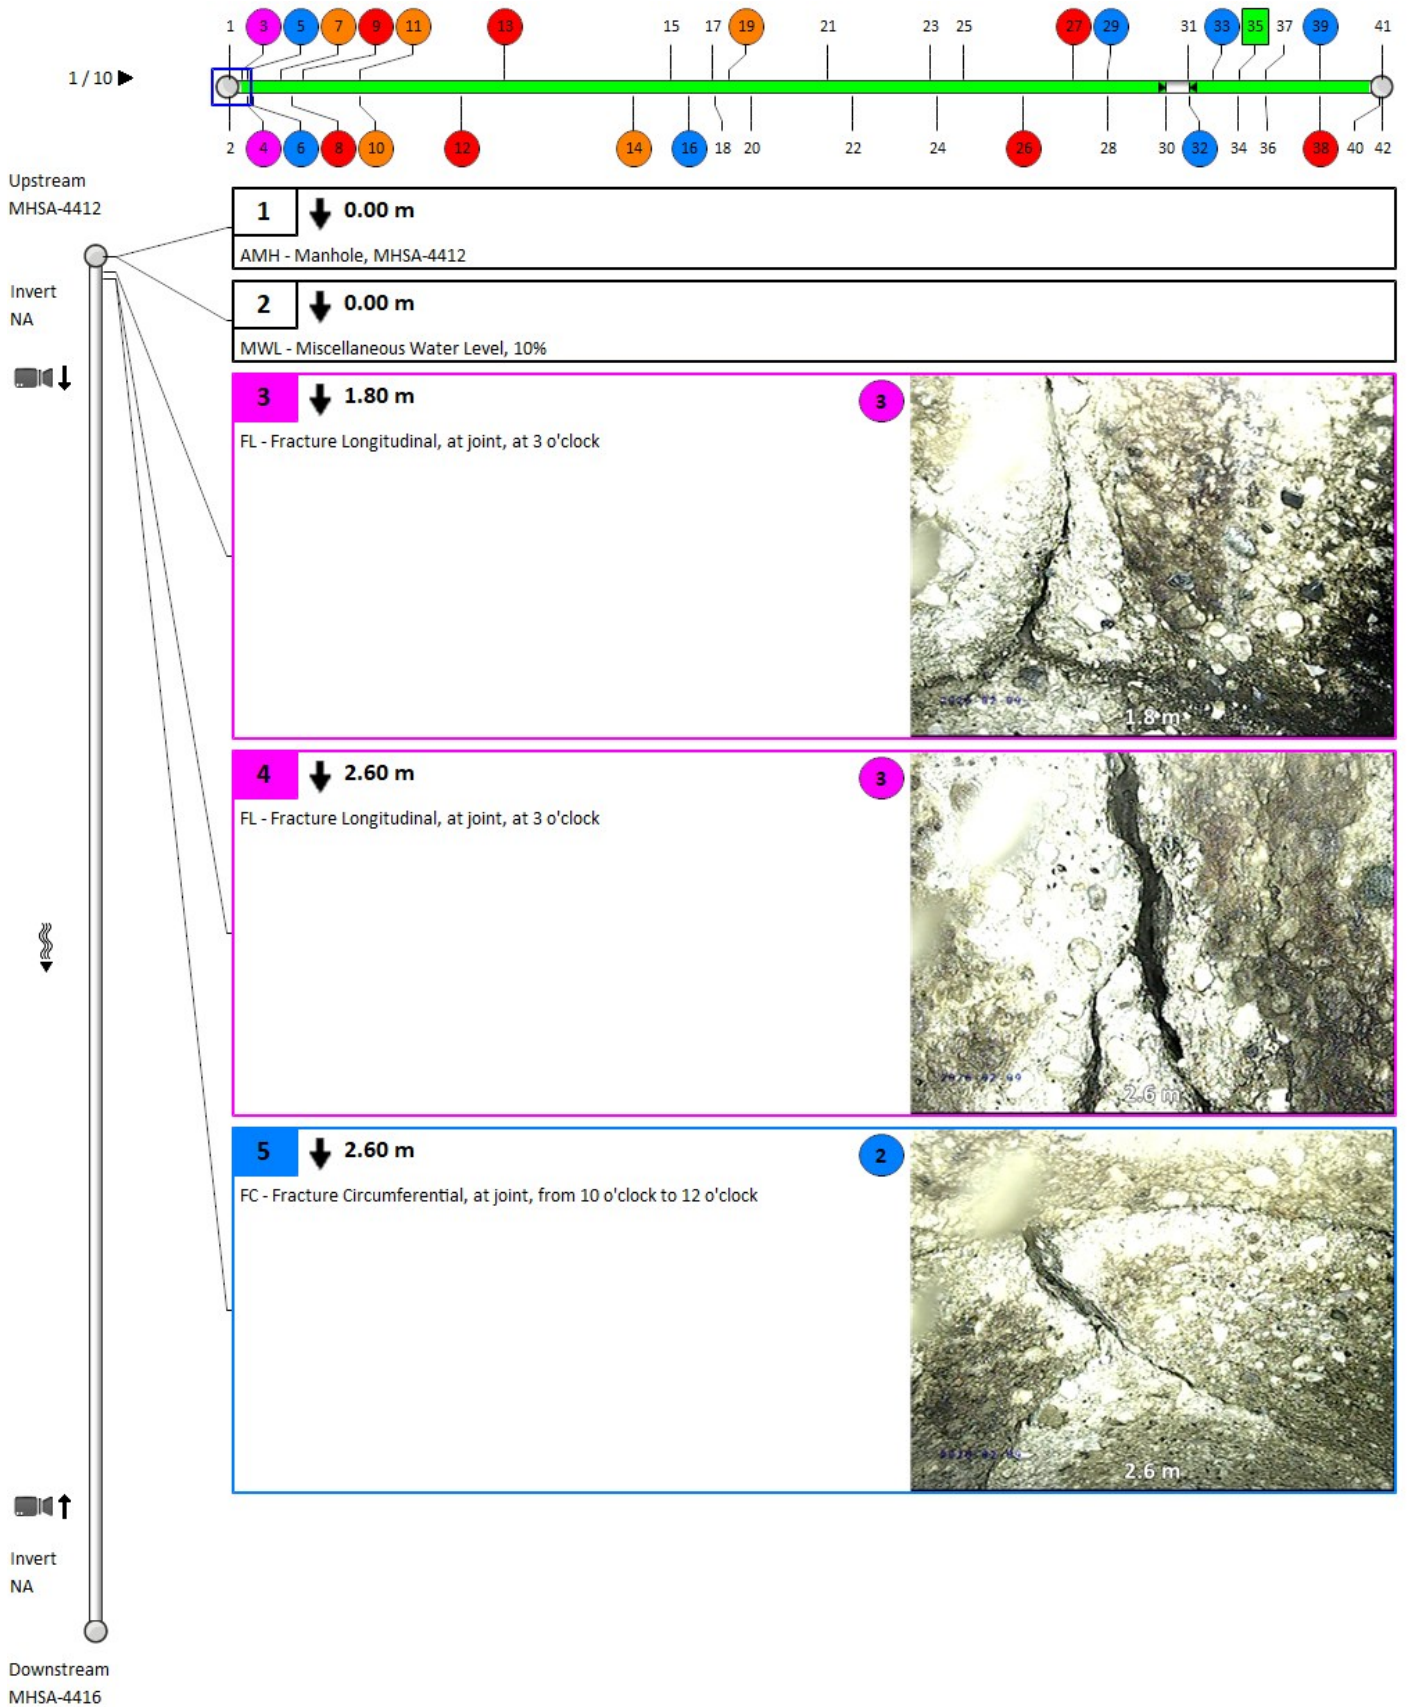 1 3 5 7 9 11 13 15 17 19 21 23 25 27 29 31 33 35 37 39 41
1 / 10
2 4 6 8 10 12 14 16 18 20 22 24 26 28 30 32 34 36 38 40 42
Upstream
MHSA-4412
1 0.00 m
AMH - Manhole, MHSA-4412
Invert
NA
2 0.00 m
MWL - Miscellaneous Water Level, 10%
3 1.80 m 3
FL - Fracture Longitudinal, at joint, at 3 o'clock
1.8 m
4 2.60 m 3
FL - Fracture Longitudinal, at joint, at 3 o'clock
2.6 m
5 2.60 m 2
FC - Fracture Circumferential, at joint, from 10 o'clock to 12 o'clock
2.6 m
Invert
NA
Downstream
MHSA-4416